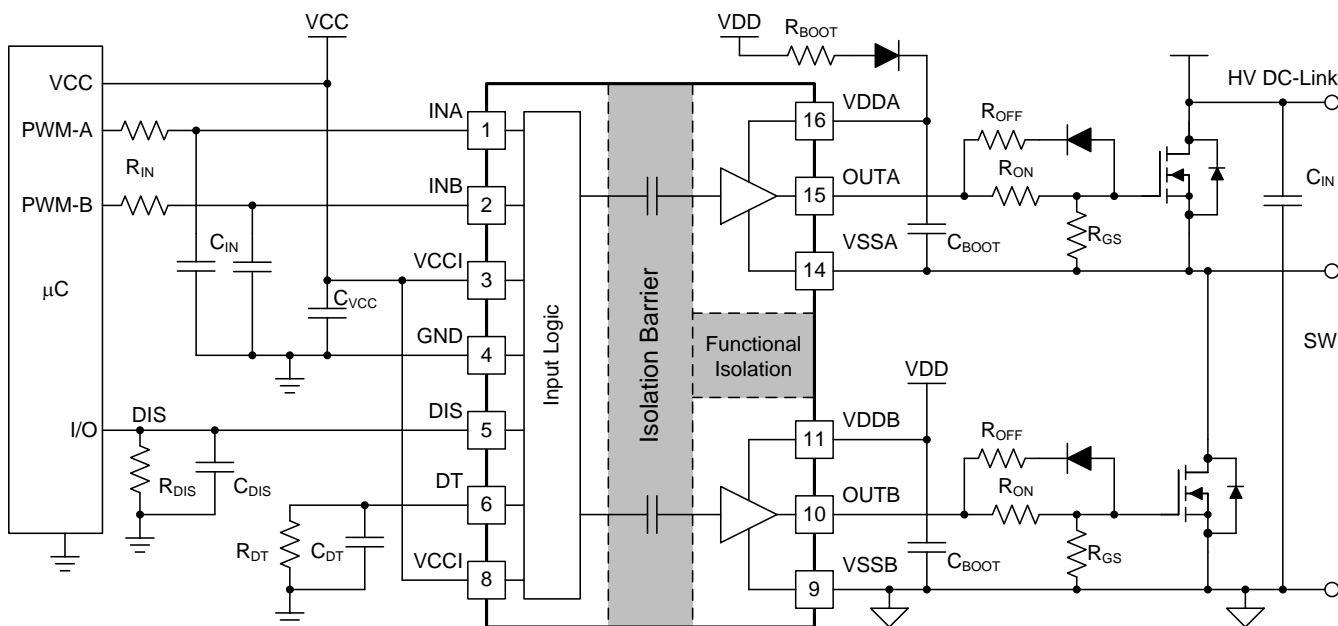 VCC
VDD
RBOOT
VCC
INA
VDDA
HV DC-Link
1
16
ROFF
PWM-A
RIN
INB
OUTA
RON
CIN
PWM-B
2
15
CIN
VCCI
VSSA
CBOOT
RGS
μC
3
14
CVCC
GND
Input Logic
Isolation Barrier
Functional
Isolation
SW
4
VDD
DIS
DIS
VDDB
I/O
5
11
ROFF
RDIS
CDIS
DT
OUTB
RON
6
10
RDT
CDT
VCCI
VSSB
CBOOT
RGS
8
9